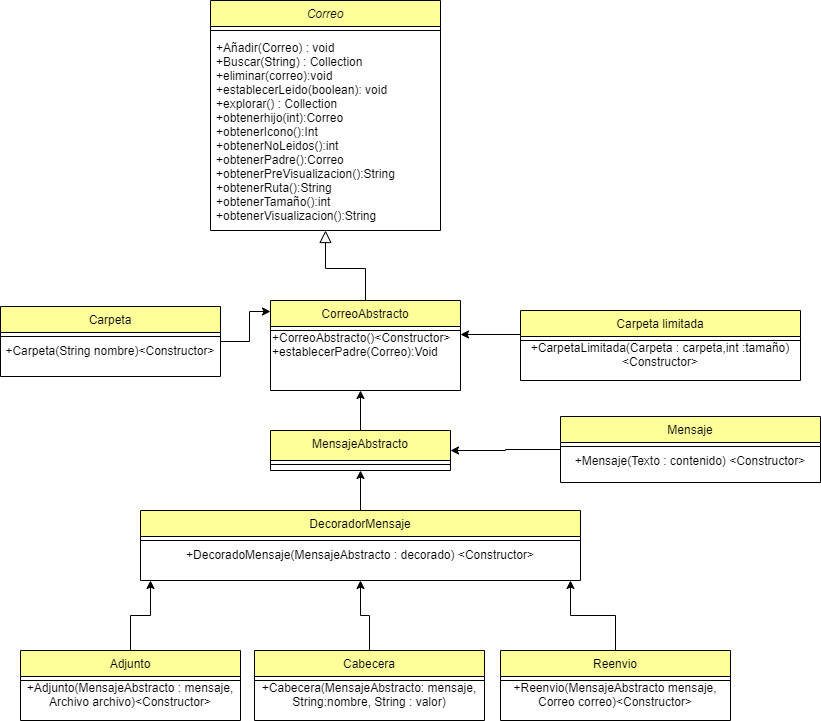 Correo
+Añadir(Correo) : void
+Buscar(String) : Collection
+eliminar(correo):void
+establecerLeido(boolean): void
+explorar() : Collection
+obtenerhijo(int):Correo
+obtenerIcono():Int
+obtenerNoLeidos():int
+obtenerPadre():Correo
+obtenerPreVisualizacion():String
+obtenerRuta():String
+obtenerTamaño():int
+obtenerVisualizacion():String
Carpeta
+Carpeta(String nombre)<Constructor>
CorreoAbstracto
+CorreoAbstracto()<Constructor>
+establecerPadre(Correo):Void
Carpeta limitada
+CarpetaLimitada(Carpeta : carpeta,int :tamaño)
<Constructor>
MensajeAbstracto
Mensaje
+Mensaje(Texto : contenido) <Constructor>
DecoradorMensaje
+DecoradoMensaje(MensajeAbstracto : decorado) <Constructor>
Adjunto
+Adjunto(MensajeAbstracto : mensaje,
Archivo archivo)<Constructor>
Cabecera
+Cabecera(MensajeAbstracto: mensaje,
String:nombre, String : valor)
Reenvio
+Reenvio(MensajeAbstracto mensaje,
Correo correo)<Constructor>